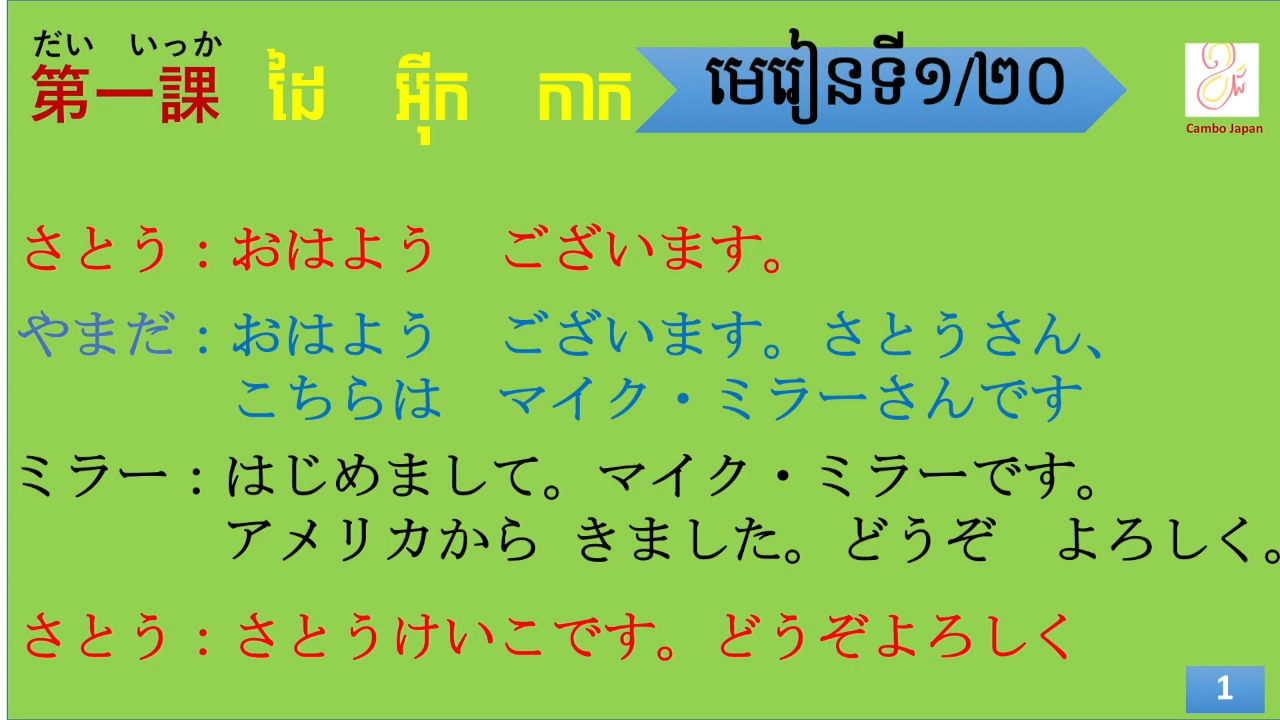 だい　いっか
第一課　ដៃ　អ៊ីុក　កាក　មេរៀនទី១/២០
Cambo Japan
さとう：おはよう　ございます。
やまだ：おはよう　ございます。さとうさん、
こちらは　マイク・ミラーさんです
ミラー：はじめまして。マイク・ミラーです。
アメリカから きました。どうぞ　よろしく。
さとう：さとうけいこです。どうぞよろしく
1